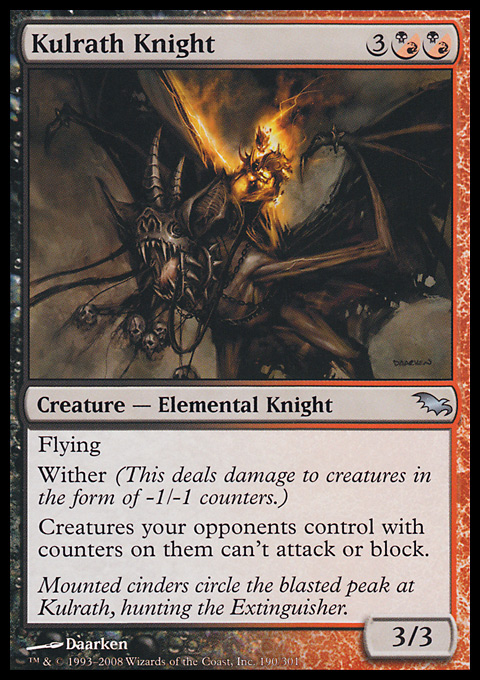 Kulrath Knight 3
DAARKEN
Creature — Elemental Knight
Flying
Wither (This deals damage to creatures in
the form of -1/-1 counters.)
Creatures your opponents control with
counters on them can't attack or block.
Mounted cinders circle the blasted peak at
Kulrath, hunting the Extinguisher.
3/3
Daarken
™ & © 1993–2008 Wizards of the Coast, Inc. 190/301